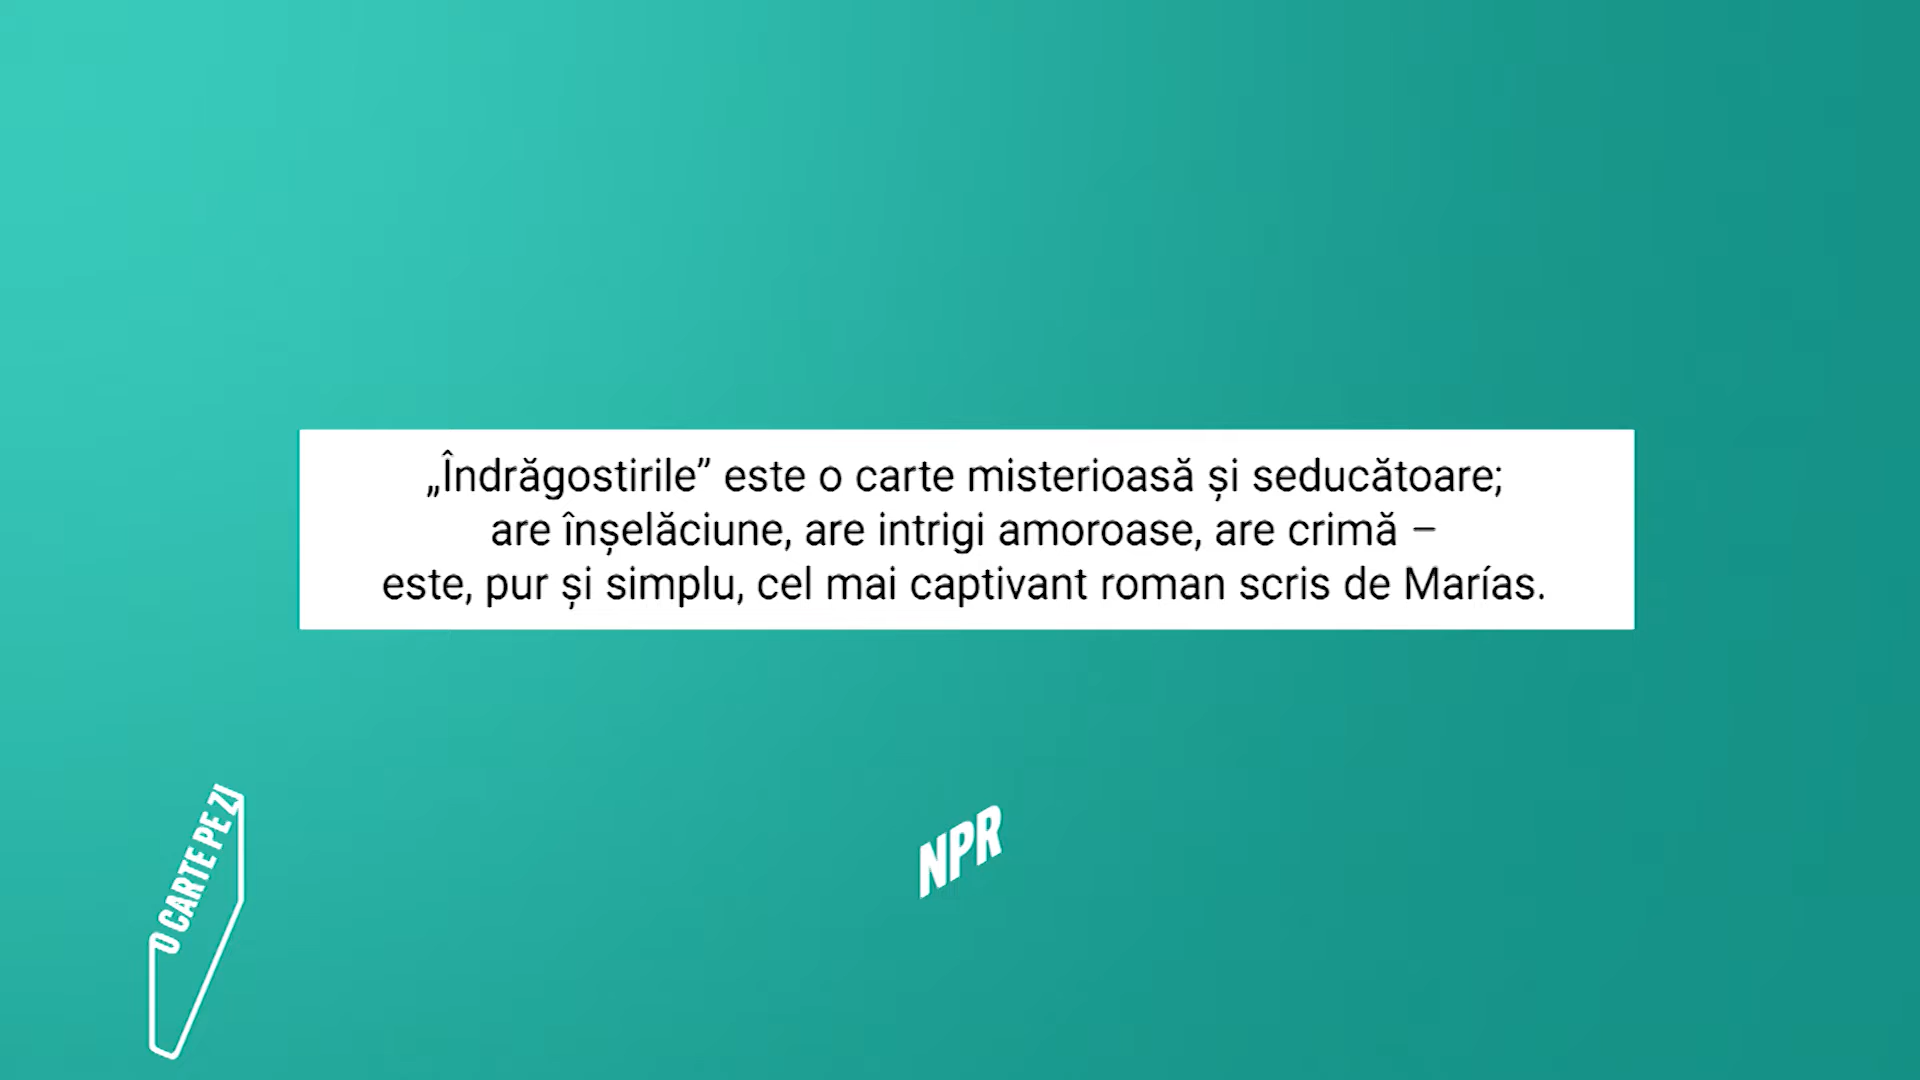 „Îndrăgostirile” este o carte misterioasă și seducătoare;
are înșelăciune, are intrigi amoroase, are crimă –
este, pur și simplu, cel mai captivant roman scris de Marías.
NPR
O CARTE PE ZI